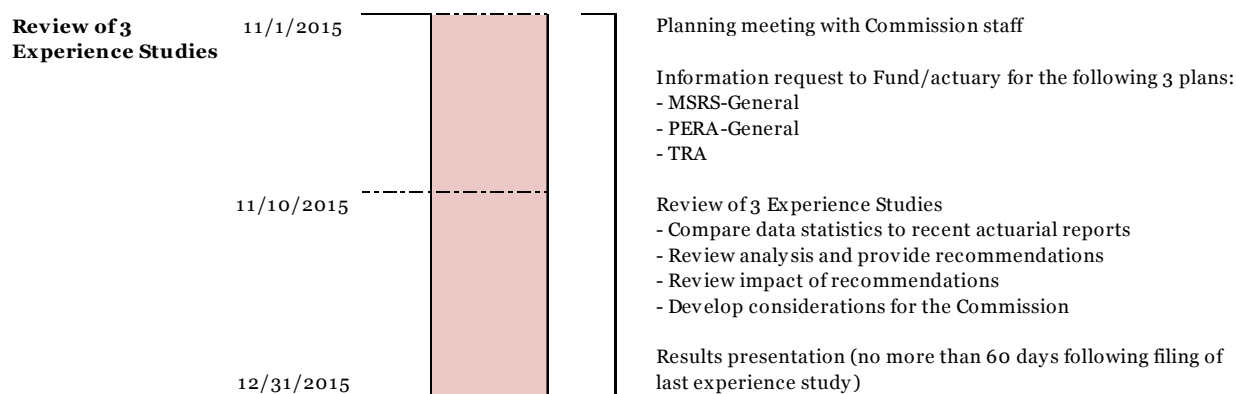 Review of 3
Experience Studies
11/1/2015
Planning meeting with Commission staff
Information request to Fund/actuary for the following 3 plans:
- MSRS-General
- PERA-General
- TRA
11/10/2015
Review of 3 Experience Studies
- Compare data statistics to recent actuarial reports
- Review analysis and provide recommendations
- Review impact of recommendations
- Develop considerations for the Commission
Results presentation (no more than 60 days following filing of
last experience study)
12/31/2015